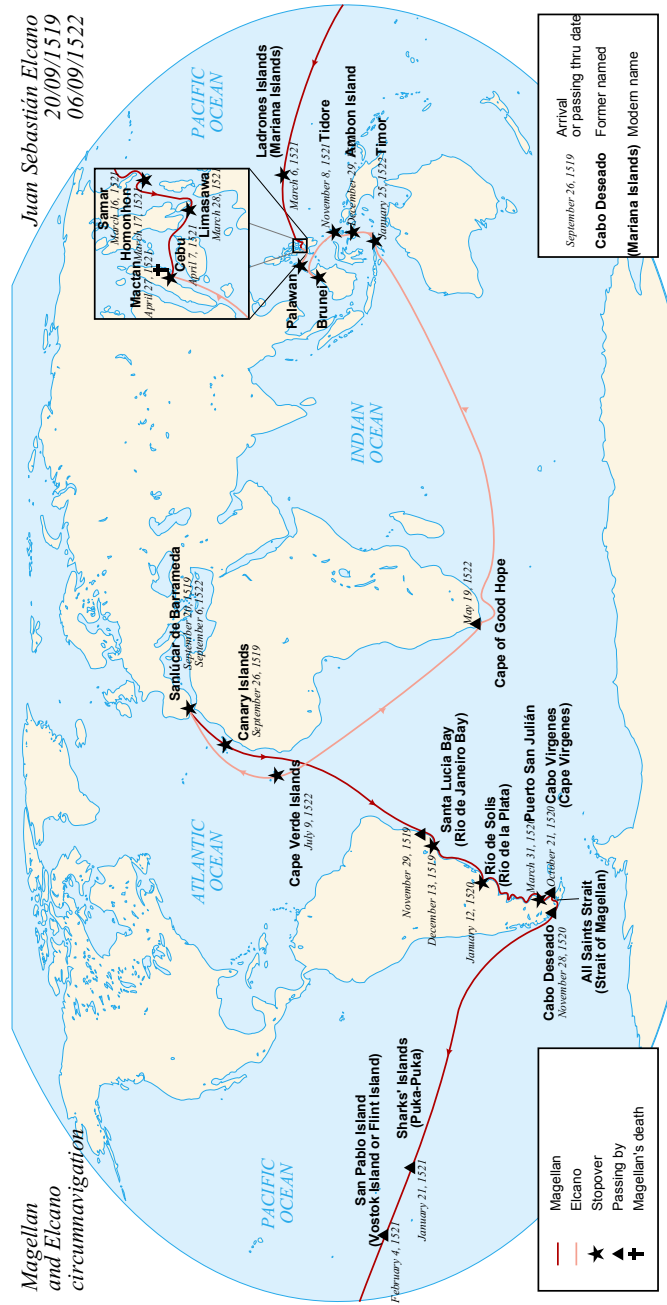 Magellan
and Elcano
circumnavigation
Juan Sebastián Elcano
20/09/1519
06/09/1522
PACIFIC
OCEAN
ATLANTIC
OCEAN
INDIAN
OCEAN
PACIFIC
OCEAN
Sanlúcar de Barrameda
September 20, 1519
September 6, 1522
Canary Islands
September 26, 1519
Cape Verde Islands
July 9, 1522
November 29, 1519
Santa Lucia Bay
(Rio de Janeiro Bay)
December 13, 1519
Rio de Solis
(Rio de la Plata)
January 12, 1520
Puerto San Julián
March 31, 1520
Cabo Virgenes
(Cape Virgenes)
October 21, 1520
All Saints Strait
(Strait of Magellan)
Cabo Deseado
November 28, 1520
Sharks' Islands
(Puka-Puka)
January 21, 1521
San Pablo Island
(Vostok Island or Flint Island)
February 4, 1521
Ladrones Islands
(Mariana Islands)
March 6, 1521
Samar
March 16, 1521
Homonhon
March 17, 1521
Limasawa
March 28, 1521
Cebu
April 7, 1521
Mactan
April 27, 1521
Palawan
Brunei
November 8, 1521 Tidore
Ambon Island
December 29,
January 25, 1522 Timor
May 19, 1522
Cape of Good Hope
Magellan
Elcano
Stopover
Passing by
Magellan's death
September 26, 1519 Arrival
or passing thru date
Cabo Deseado Former named
(Mariana Islands) Modern name